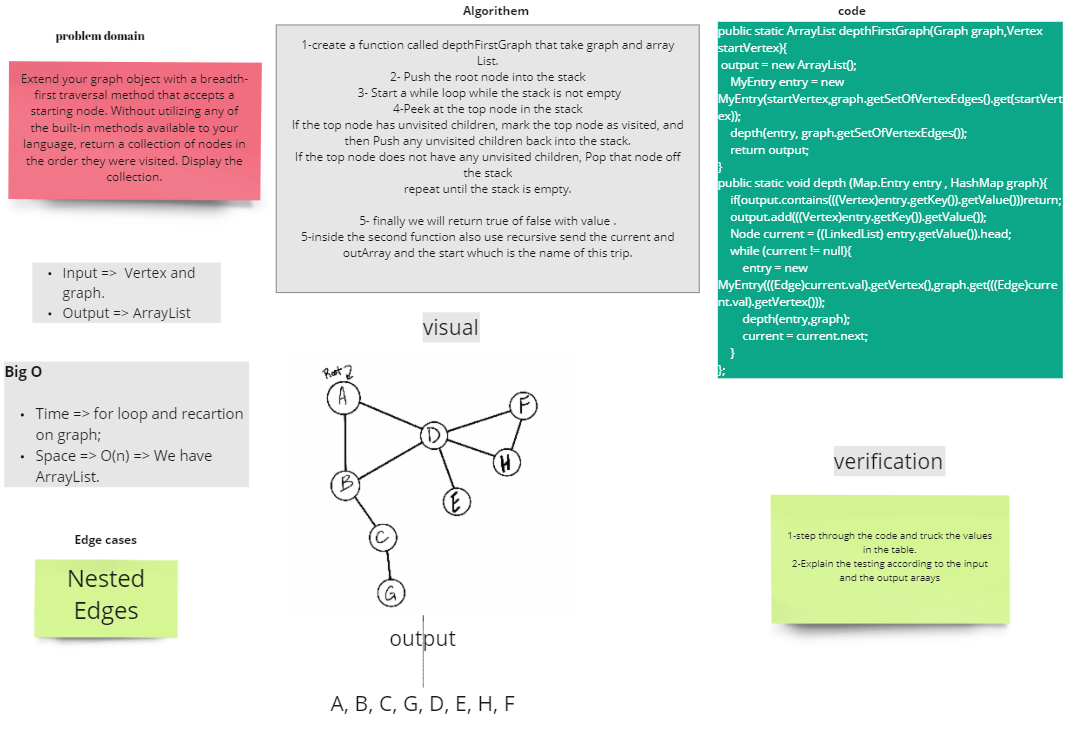 problem domain
Extend your graph object with a breadth-
first traversal method that accepts a
starting node. Without utilizing any of
the built-in methods available to your
language, return a collection of nodes in
the order they were visited. Display the
collection.
• Input => Vertex and
graph.
• Output => ArrayList
Big O
• Time => for loop and recartion
on graph;
• Space => O(n) => We have
ArrayList.
Edge cases
Nested
Edges
Algorithem
1-create a function called depthFirstGraph that take graph and array
List.
2- Push the root node into the stack
3- Start a while loop while the stack is not empty
4-Peek at the top node in the stack
If the top node has unvisited children, mark the top node as visited, and
then Push any unvisited children back into the stack.
If the top node does not have any unvisited children, Pop that node off
the stack
repeat until the stack is empty.
5- finally we will return true of false with value .
5-inside the second function also use recursive send the current and
outArray and the start whuch is the name of this trip.
visual
Root
A
F
D
H
B
E
C
G
output
A, B, C, G, D, E, H, F
code
public static ArrayList depthFirstGraph(Graph graph,Vertex
startVertex){
output = new ArrayList();
MyEntry entry = new
MyEntry(startVertex,graph.getSetOfVertexEdges().get(startVert
ex));
depth(entry, graph.getSetOfVertexEdges());
return output;
}
public static void depth (Map.Entry entry , HashMap graph){
if(output.contains(((Vertex)entry.getKey()).getValue()))return;
output.add(((Vertex)entry.getKey()).getValue());
Node current = ((LinkedList) entry.getValue()).head;
while (current != null){
entry = new
MyEntry(((Edge)current.val).getVertex(),graph.get(((Edge)curre
nt.val).getVertex()));
depth(entry,graph);
current = current.next;
}
};
verification
1-step through the code and truck the values
in the table.
2-Explain the testing according to the input
and the output araays